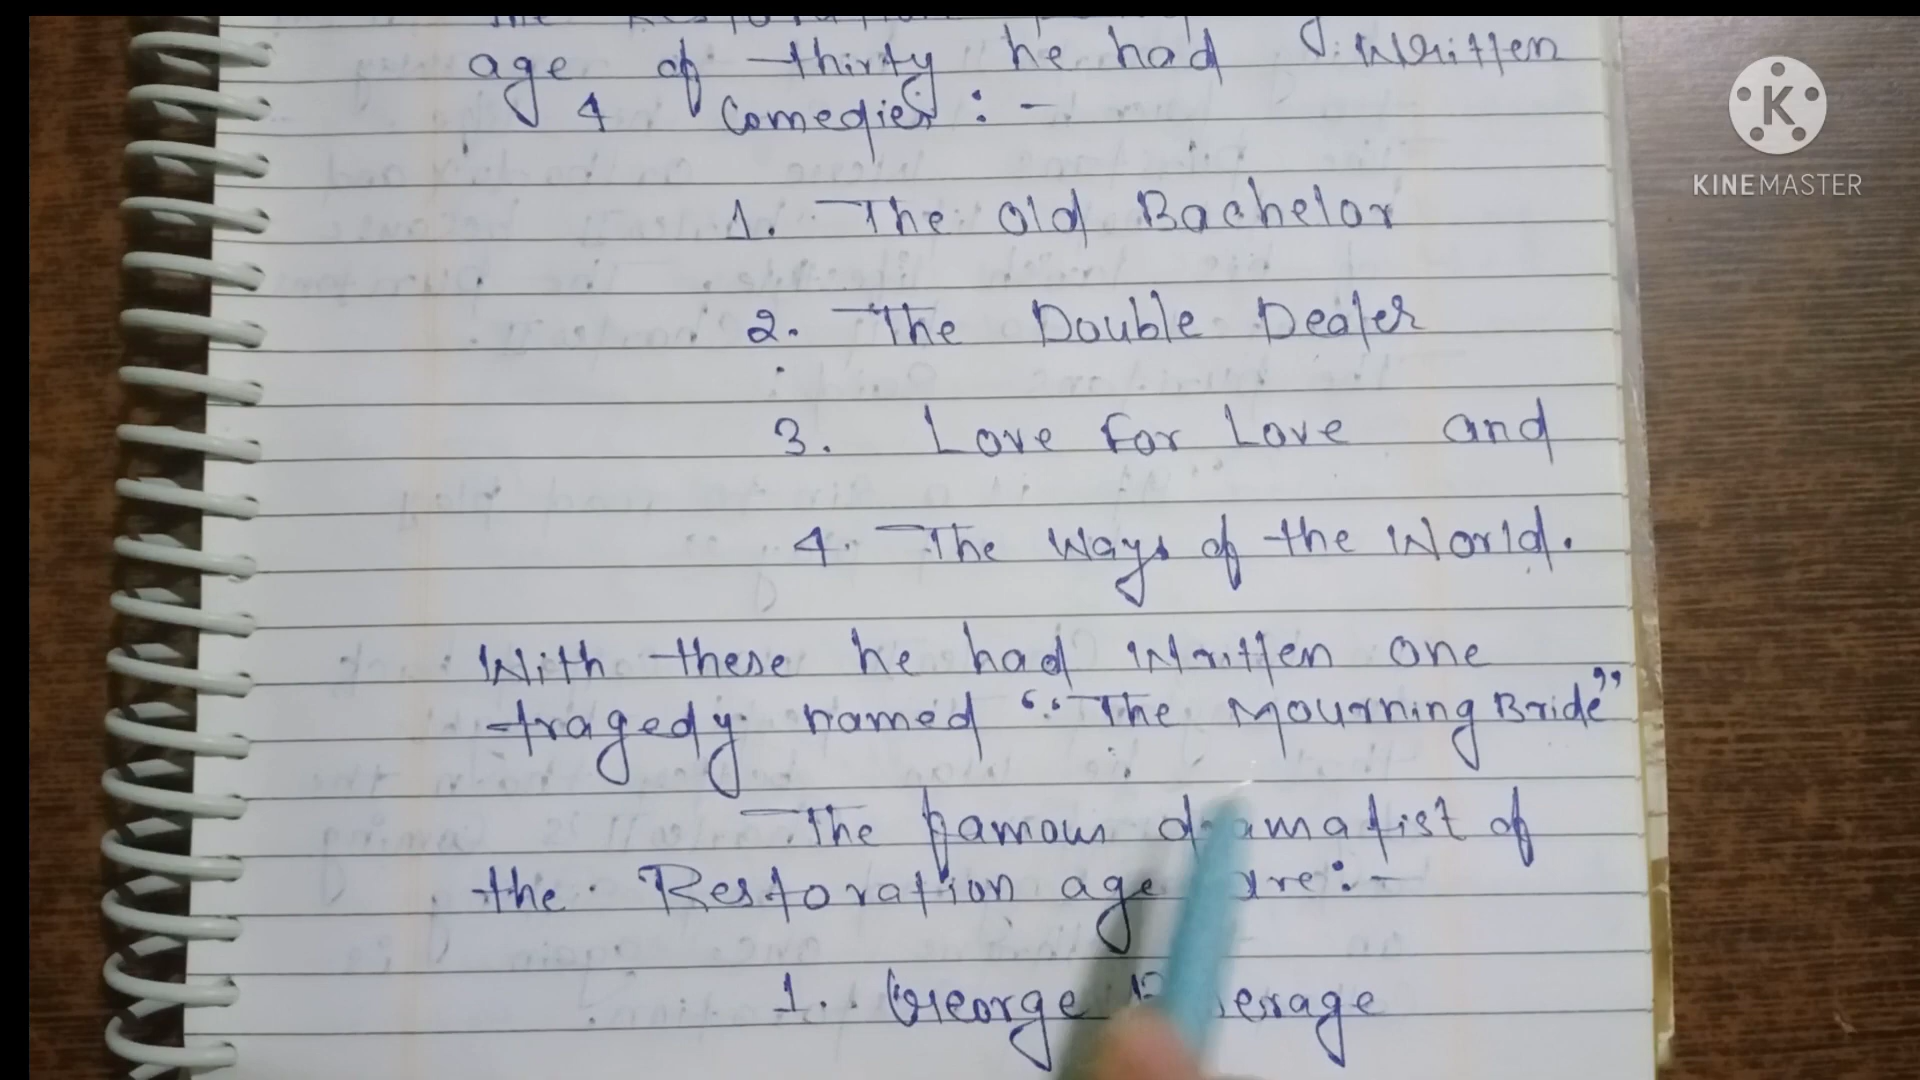 age of thirty he had written
4 Comedies : -
1. The Old Bachelor
2. The Double Dealer
3. Love For Love and
4. The Ways of the World.
With these he had written one
tragedy named "The Mourning Bride"
The famous dramatist of
the Restoration age are:-
1. George
K
KINEMASTER